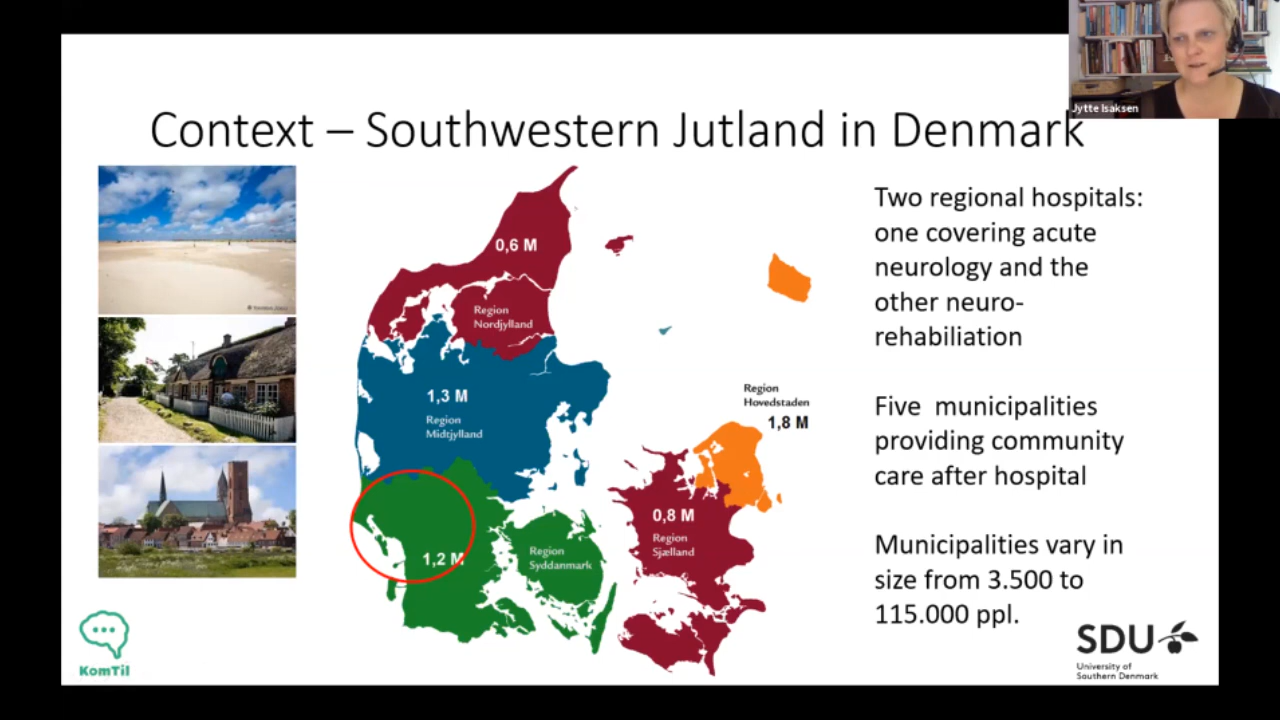 Jytte Isaksen
Context – Southwestern Jutland in Denmark
0,6 M
Region
Nordjylland
1,3 M
Region
Midtjylland
1,2 M
Region
Syddanmark
0,8 M
Region
Sjælland
Region
Hovedstaden
1,8 M
Two regional hospitals:
one covering acute
neurology and the
other neuro-
rehabiliation
Five  municipalities
providing community
care after hospital
Municipalities vary in
size from 3.500 to
115.000 ppl.
KomTil
SDU
University of
Southern Denmark